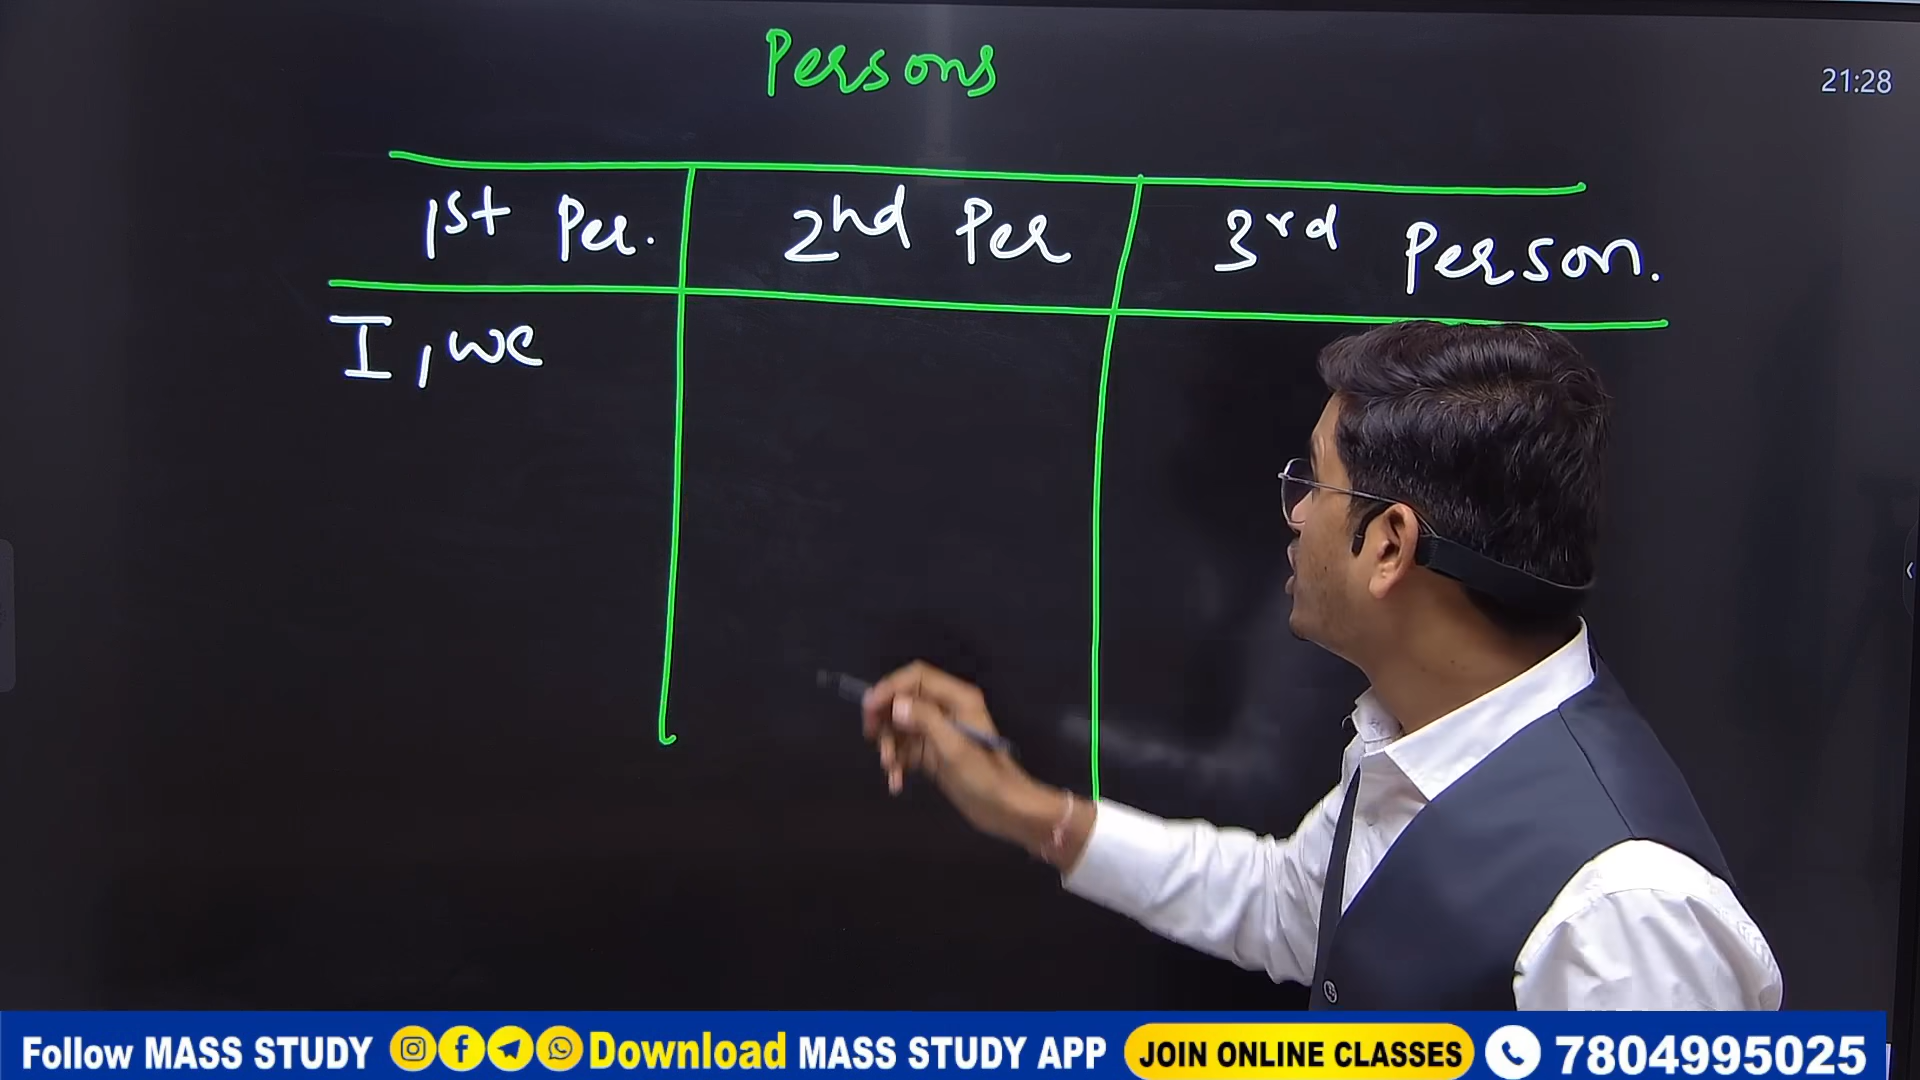 Persons
21:28
1st Per. 2nd Per 3rd Person.
I, we
Follow MASS STUDY Download MASS STUDY APP JOIN ONLINE CLASSES 7804995025